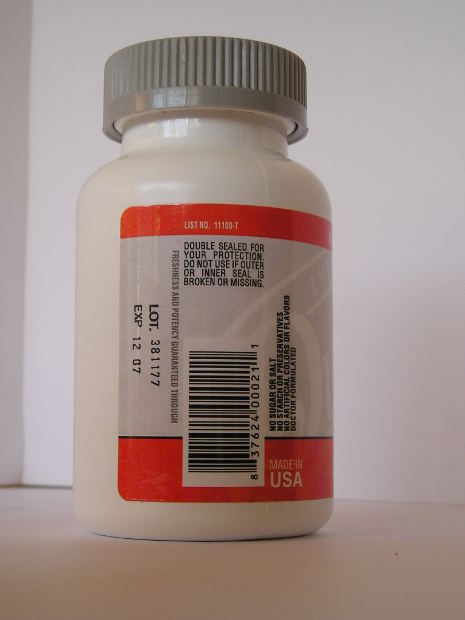 LIST NO. 11100-T
DOUBLE SEALED FOR
YOUR PROTECTION.
DO NOT USE IF OUTER
OR INNER SEAL IS
BROKEN OR MISSING.
FRESHNESS AND POTENCY GUARANTEED THROUGH
LOT. 381177
EXP 12 07
8 37624 00021 1
NO SUGAR OR SALT
NO STARCH OR PRESERVATIVES
NO ARTIFICIAL COLORS OR FLAVORS
DOCTOR FORMULATED
MADE IN
USA